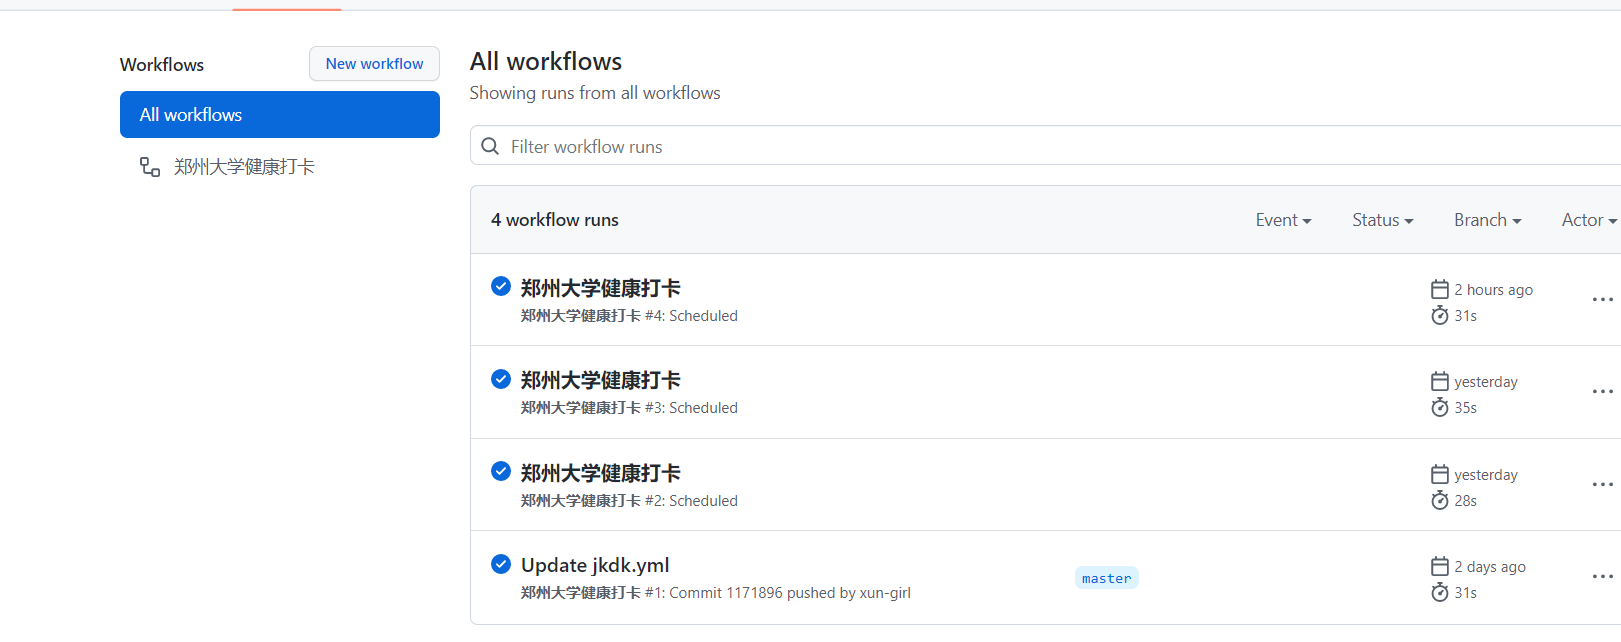 Workflows
New workflow
All workflows
郑州大学健康打卡
All workflows
Showing runs from all workflows
Filter workflow runs
4 workflow runs
Event
Status
Branch
Actor
郑州大学健康打卡
郑州大学健康打卡 #4: Scheduled
2 hours ago
31s
郑州大学健康打卡
郑州大学健康打卡 #3: Scheduled
yesterday
35s
郑州大学健康打卡
郑州大学健康打卡 #2: Scheduled
yesterday
28s
Update jkdk.yml
郑州大学健康打卡 #1: Commit 1171896 pushed by xun-girl
master
2 days ago
31s